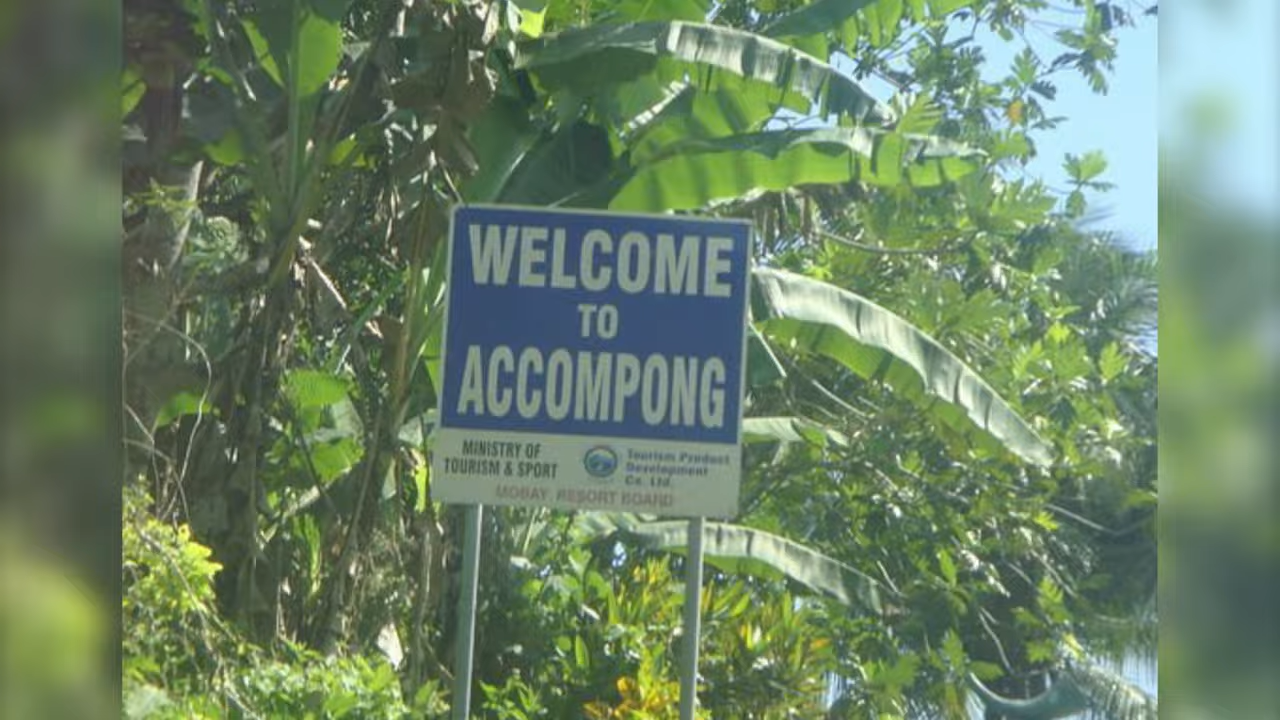 WELCOME
TO
ACCOMPONG
MINISTRY OF
TOURISM & SPORT
Tourism Product
Development
Co. Ltd.
MOBAY. RESORT BOARD